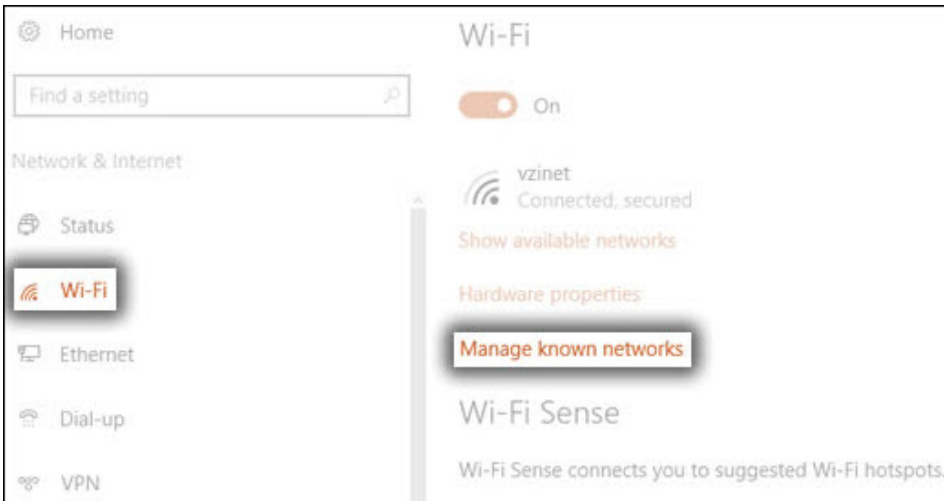 Home
Find a setting
Network & Internet
Status
Wi-Fi
Ethernet
Dial-up
VPN
Wi-Fi
On
vzinet
Connected, secured
Show available networks
Hardware properties
Manage known networks
Wi-Fi Sense
Wi-Fi Sense connects you to suggested Wi-Fi hotspots.